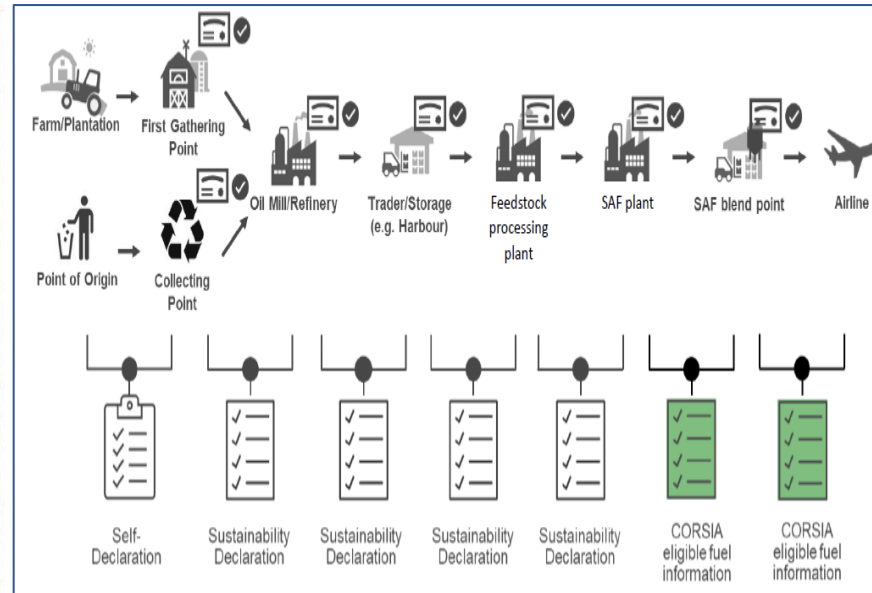 Farm/Plantation
First Gathering
Point
Oil Mill/Refinery
Trader/Storage
(e.g. Harbour)
Feedstock
processing
plant
SAF plant
SAF blend point
Airline
Point of Origin
Collecting
Point
Self-
Declaration
Sustainability
Declaration
Sustainability
Declaration
Sustainability
Declaration
Sustainability
Declaration
CORSIA
eligible fuel
information
CORSIA
eligible fuel
information